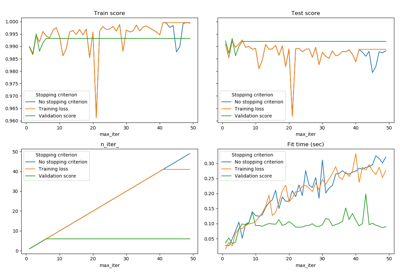 Train score
1.000
0.995
0.990
0.985
0.980
0.975
0.970
0.965
0.960
Stopping criterion
No stopping criterion
Training loss
Validation score
0 10 20 30 40 50
max_iter
Test score
Stopping criterion
No stopping criterion
Training loss
Validation score
0 10 20 30 40 50
max_iter
n_iter_
50
40
30
20
10
0
Stopping criterion
No stopping criterion
Training loss
Validation score
0 10 20 30 40 50
max_iter
Fit time (sec)
0.30
0.25
0.20
0.15
0.10
0.05
Stopping criterion
No stopping criterion
Training loss
Validation score
0 10 20 30 40 50
max_iter